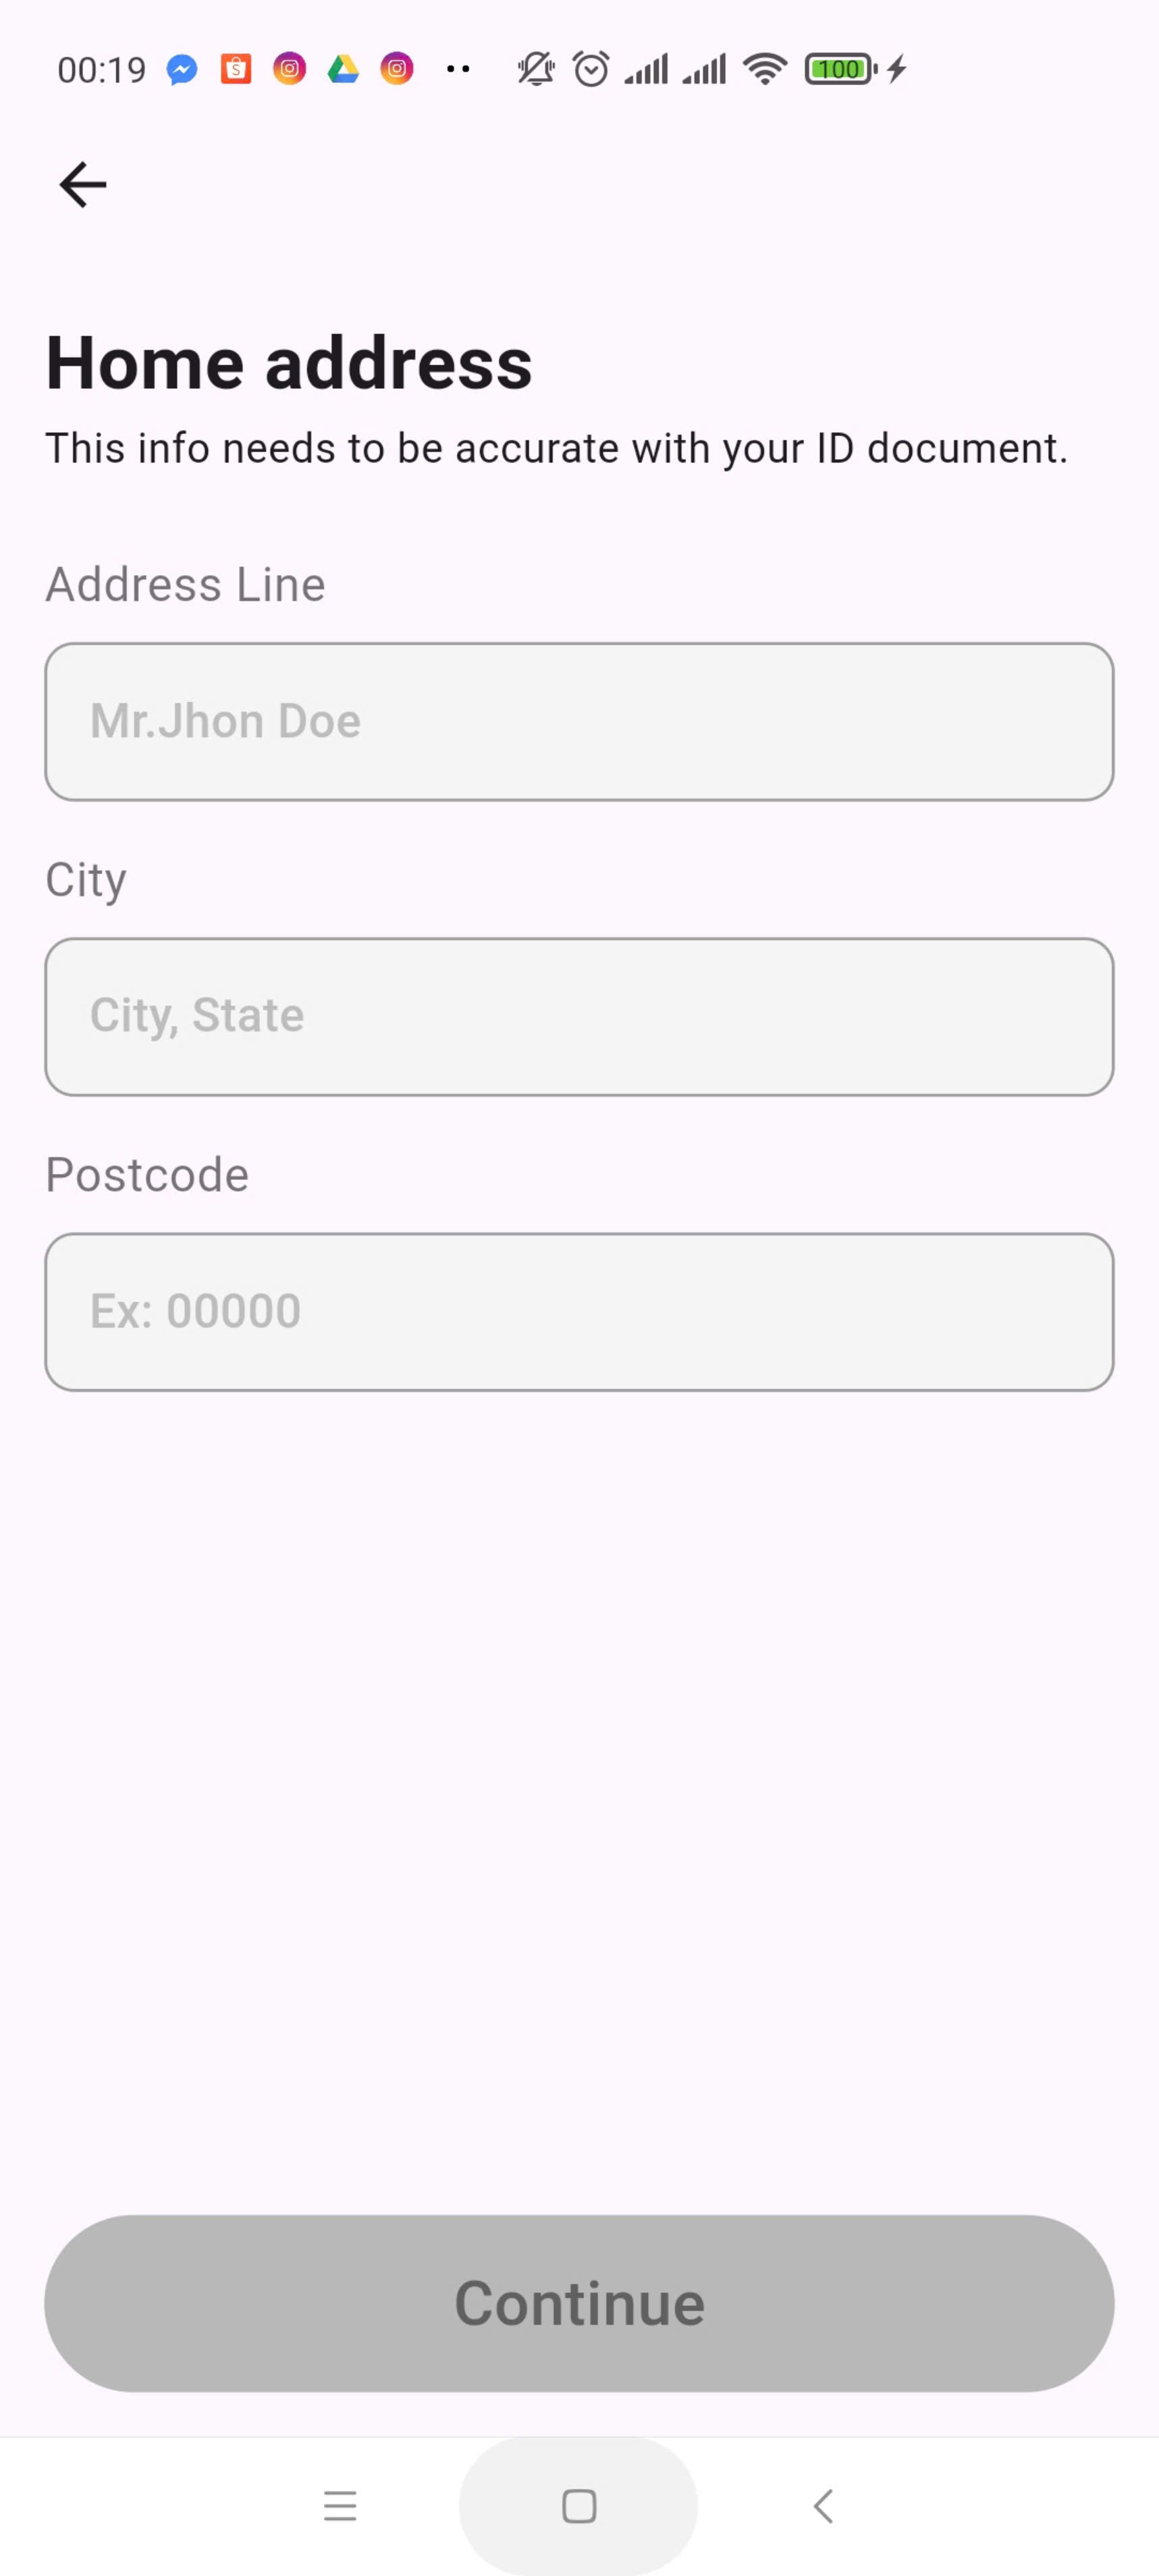 00:19
100
Home address
This info needs to be accurate with your ID document.
Address Line
Mr.Jhon Doe
City
City, State
Postcode
Ex: 00000
Continue